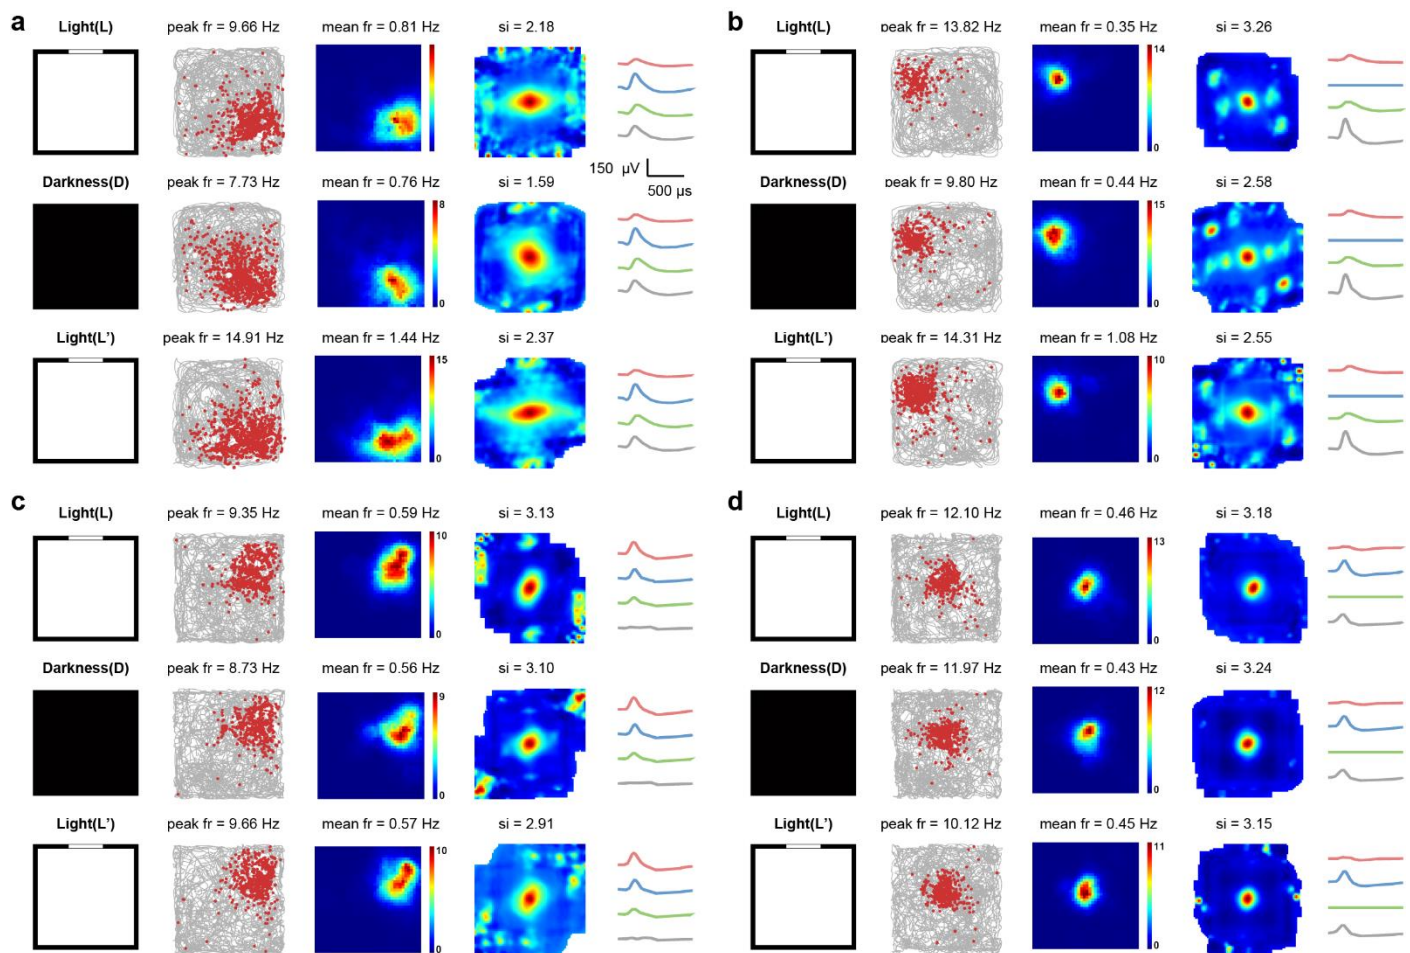 a
Light(L) peak fr = 9.66 Hz mean fr = 0.81 Hz si = 2.18
150 µV
500 µs
Darkness(D) peak fr = 7.73 Hz mean fr = 0.76 Hz si = 1.59
8
0
Light(L’) peak fr = 14.91 Hz mean fr = 1.44 Hz si = 2.37
15
0
b
Light(L) peak fr = 13.82 Hz mean fr = 0.35 Hz si = 3.26
14
0
Darkness(D) peak fr = 9.80 Hz mean fr = 0.44 Hz si = 2.58
15
0
Light(L’) peak fr = 14.31 Hz mean fr = 1.08 Hz si = 2.55
10
0
c
Light(L) peak fr = 9.35 Hz mean fr = 0.59 Hz si = 3.13
10
0
Darkness(D) peak fr = 8.73 Hz mean fr = 0.56 Hz si = 3.10
9
0
Light(L’) peak fr = 9.66 Hz mean fr = 0.57 Hz si = 2.91
10
0
d
Light(L) peak fr = 12.10 Hz mean fr = 0.46 Hz si = 3.18
13
0
Darkness(D) peak fr = 11.97 Hz mean fr = 0.43 Hz si = 3.24
12
0
Light(L’) peak fr = 10.12 Hz mean fr = 0.45 Hz si = 3.15
11
0